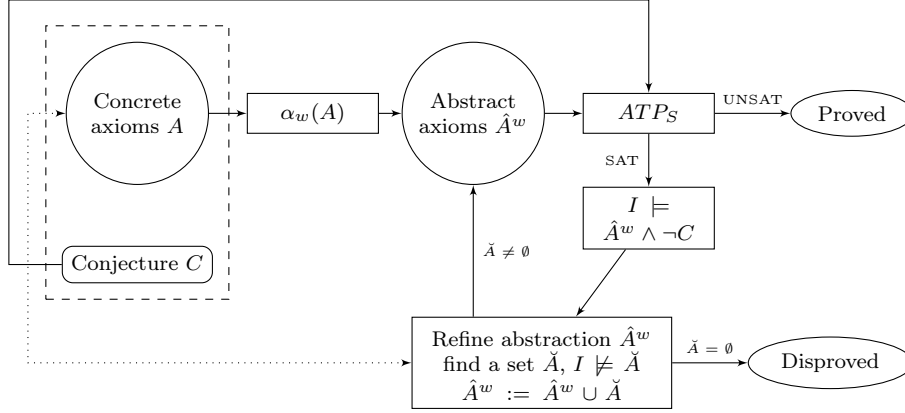 Concrete
axioms A
α_w(A)
Abstract
axioms Â^w
ATP_S
UNSAT
Proved
SAT
I ⊨
Â^w ∧ ¬C
Conjecture C
Ă ≠ ∅
Refine abstraction Â^w
find a set Ă, I ⊭ Ă
Â^w := Â^w ∪ Ă
Ă = ∅
Disproved